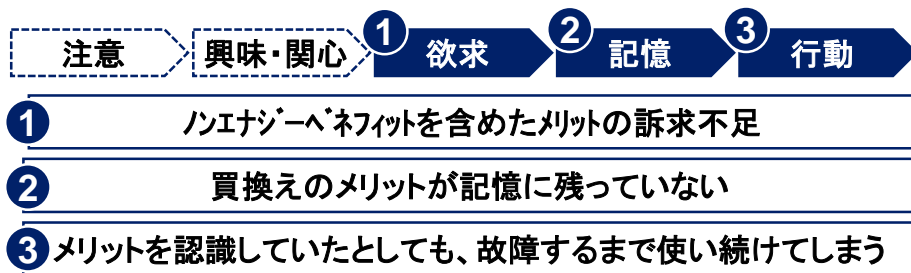 注意 興味・関心 1 欲求 2 記憶 3 行動
1 ノンエナジーベネフィットを含めたメリットの訴求不足
2 買換えのメリットが記憶に残っていない
3 メリットを認識していたとしても、故障するまで使い続けてしまう